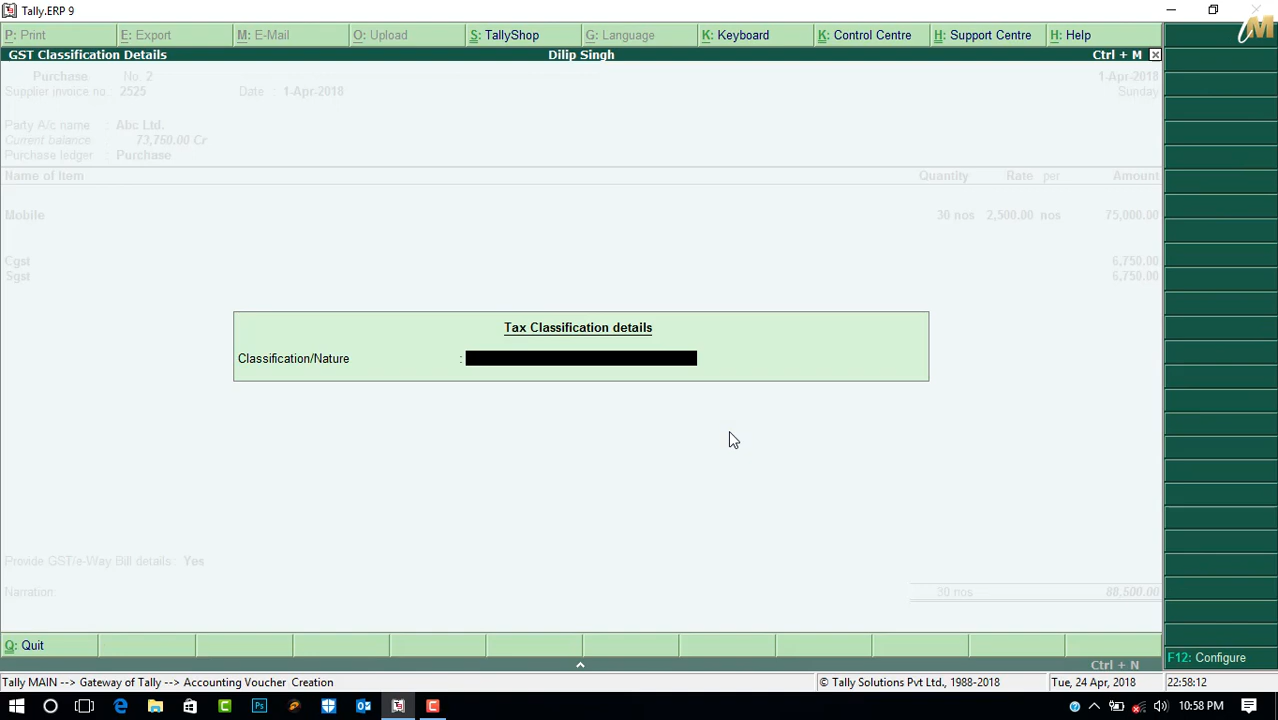 Tally.ERP 9
P: Print E: Export M: E-Mail O: Upload S: TallyShop G: Language K: Keyboard K: Control Centre H: Support Centre H: Help
GST Classification Details Dilip Singh Ctrl + M
Purchase No. 2 1-Apr-2018
Supplier invoice no. 2525 Date : 1-Apr-2018 Sunday
Party A/c name : Abc Ltd.
Current balance : 73,750.00 Cr
Purchase ledger : Purchase
Name of Item Quantity Rate per Amount
Mobile 30 nos 2,500.00 nos 75,000.00
Cgst 6,750.00
Sgst 6,750.00
Tax Classification details
Classification/Nature :
Provide GST/e-Way Bill details : Yes
Narration: 30 nos 88,500.00
Q: Quit
F12: Configure
Ctrl + N
Tally MAIN --> Gateway of Tally --> Accounting Voucher Creation © Tally Solutions Pvt Ltd., 1988-2018 Tue, 24 Apr, 2018 22:58:12
10:58 PM